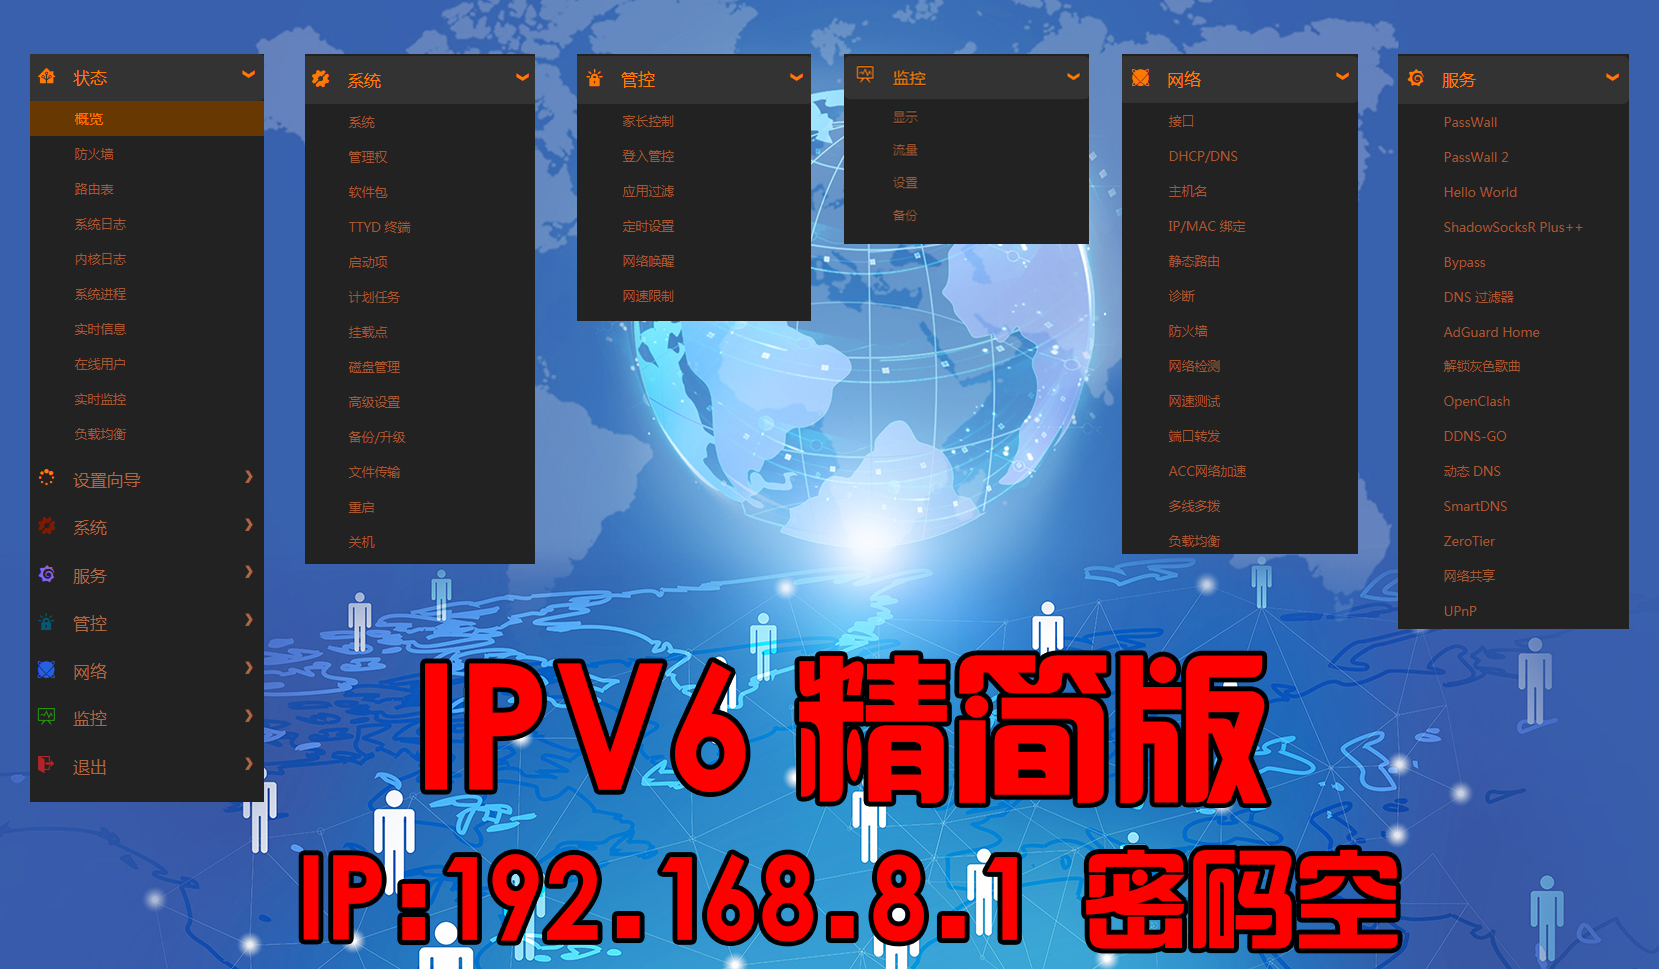 状态
概览
防火墙
路由表
系统日志
内核日志
系统进程
实时信息
在线用户
实时监控
负载均衡
设置向导
系统
服务
管控
网络
监控
退出
系统
系统
管理权
软件包
TTYD 终端
启动项
计划任务
挂载点
磁盘管理
高级设置
备份/升级
文件传输
重启
关机
管控
家长控制
登入管控
应用过滤
定时设置
网络唤醒
网速限制
监控
显示
流量
设置
备份
网络
接口
DHCP/DNS
主机名
IP/MAC 绑定
静态路由
诊断
防火墙
网络检测
网速测试
端口转发
ACC网络加速
多线多拨
负载均衡
服务
PassWall
PassWall 2
Hello World
ShadowSocksR Plus++
Bypass
DNS 过滤器
AdGuard Home
解锁灰色歌曲
OpenClash
DDNS-GO
动态 DNS
SmartDNS
ZeroTier
网络共享
UPnP
IPV6 精简版
IP:192.168.8.1 密码空